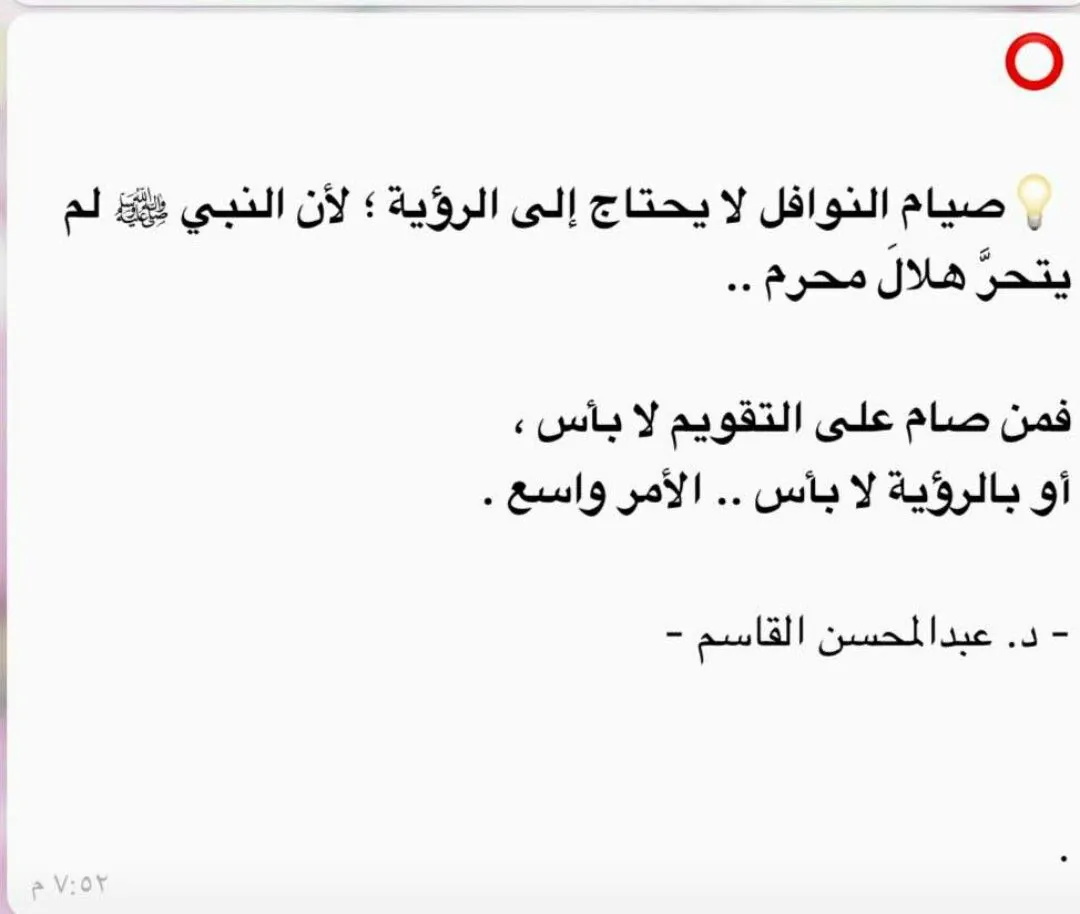 ⭕
💡صيام النوافل لا يحتاج إلى الرؤية ؛ لأن النبي ﷺ لم
يتحرَّ هلالَ محرم ..
فمن صام على التقويم لا بأس ،
أو بالرؤية لا بأس .. الأمر واسع .
- د. عبدالمحسن القاسم -
.
٧:٥٢ م